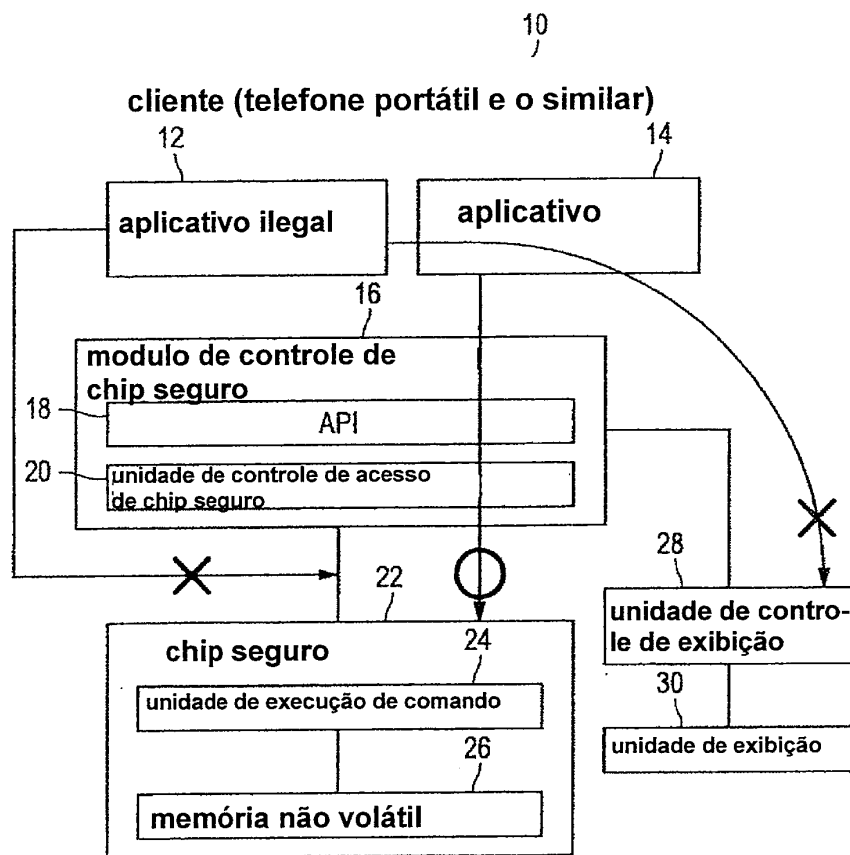 10
cliente (telefone portátil e o similar)
12
14
aplicativo ilegal
aplicativo
16
modulo de controle de
chip seguro
18
API
20
unidade de controle de acesso
de chip seguro
28
22
unidade de contro-
le de exibição
24
chip seguro
30
unidade de execução de comando
unidade de exibição
26
memória não volátil